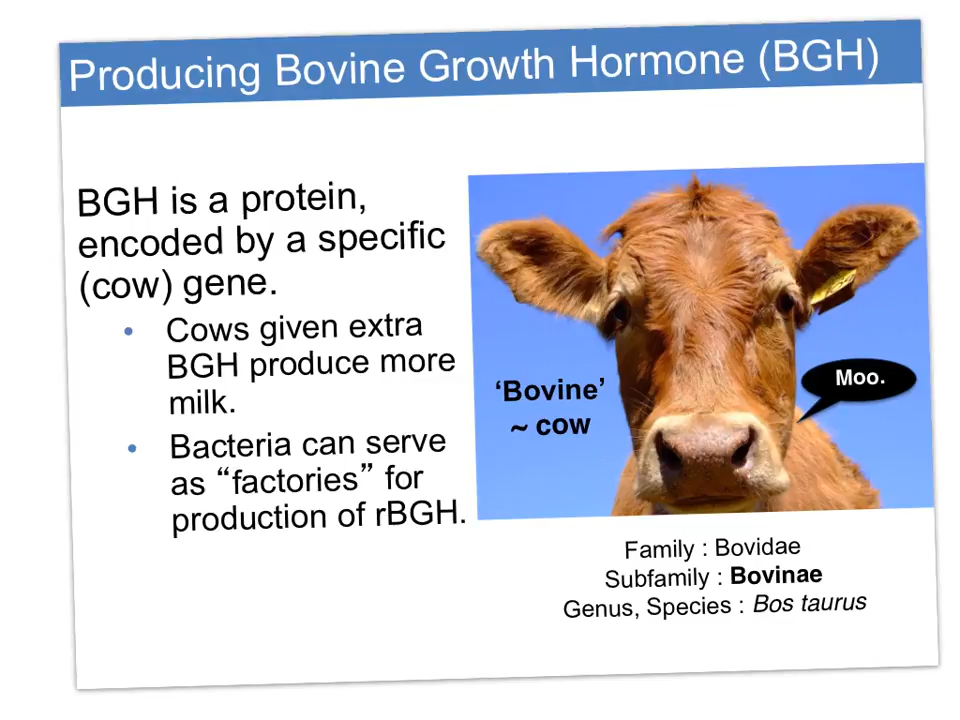 Producing Bovine Growth Hormone (BGH)
BGH is a protein,
encoded by a specific
(cow) gene.
• Cows given extra
BGH produce more
milk.
• Bacteria can serve
as “factories” for
production of rBGH.
‘Bovine’
~ cow
Moo.
Family : Bovidae
Subfamily : Bovinae
Genus, Species : Bos taurus